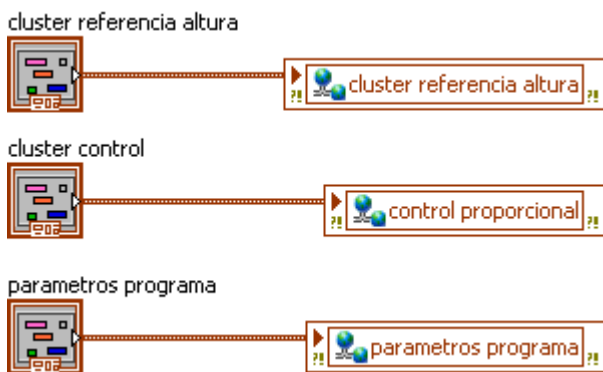 cluster referencia altura
cluster referencia altura
cluster control
control proporcional
parametros programa
parametros programa